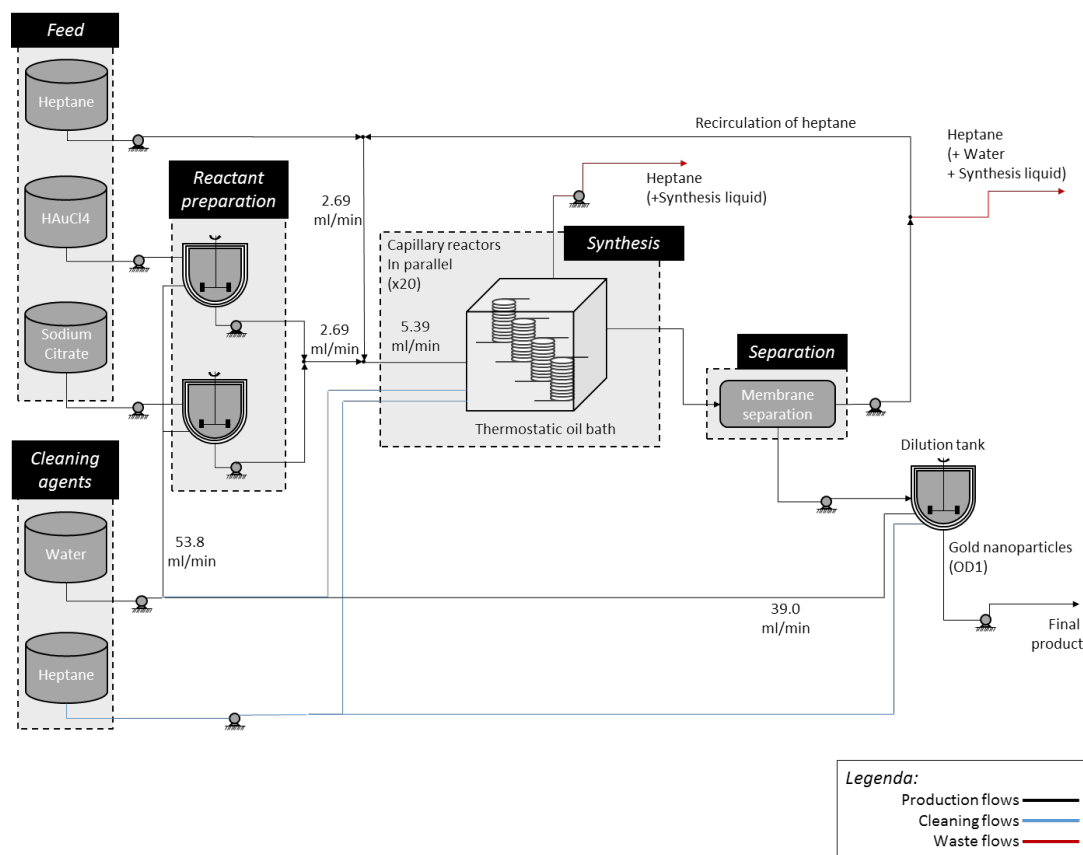 Feed
Heptane
HAuCl4
Sodium
Citrate
Cleaning
agents
Water
Heptane
Reactant
preparation
53.8
ml/min
2.69
ml/min
2.69
ml/min
Recirculation of heptane
Heptane
(+Synthesis liquid)
Heptane
(+ Water
+ Synthesis liquid)
Capillary reactors
In parallel
(x20)
Synthesis
5.39
ml/min
Thermostatic oil bath
Separation
Membrane
separation
Dilution tank
Gold nanoparticles
(OD1)
39.0
ml/min
Final
product
Legenda:
Production flows
Cleaning flows
Waste flows